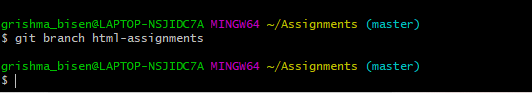 grishma_bisen@LAPTOP-NSJIDC7A MINGW64 ~/Assignments (master)
$ git branch html-assignments
grishma_bisen@LAPTOP-NSJIDC7A MINGW64 ~/Assignments (master)
$